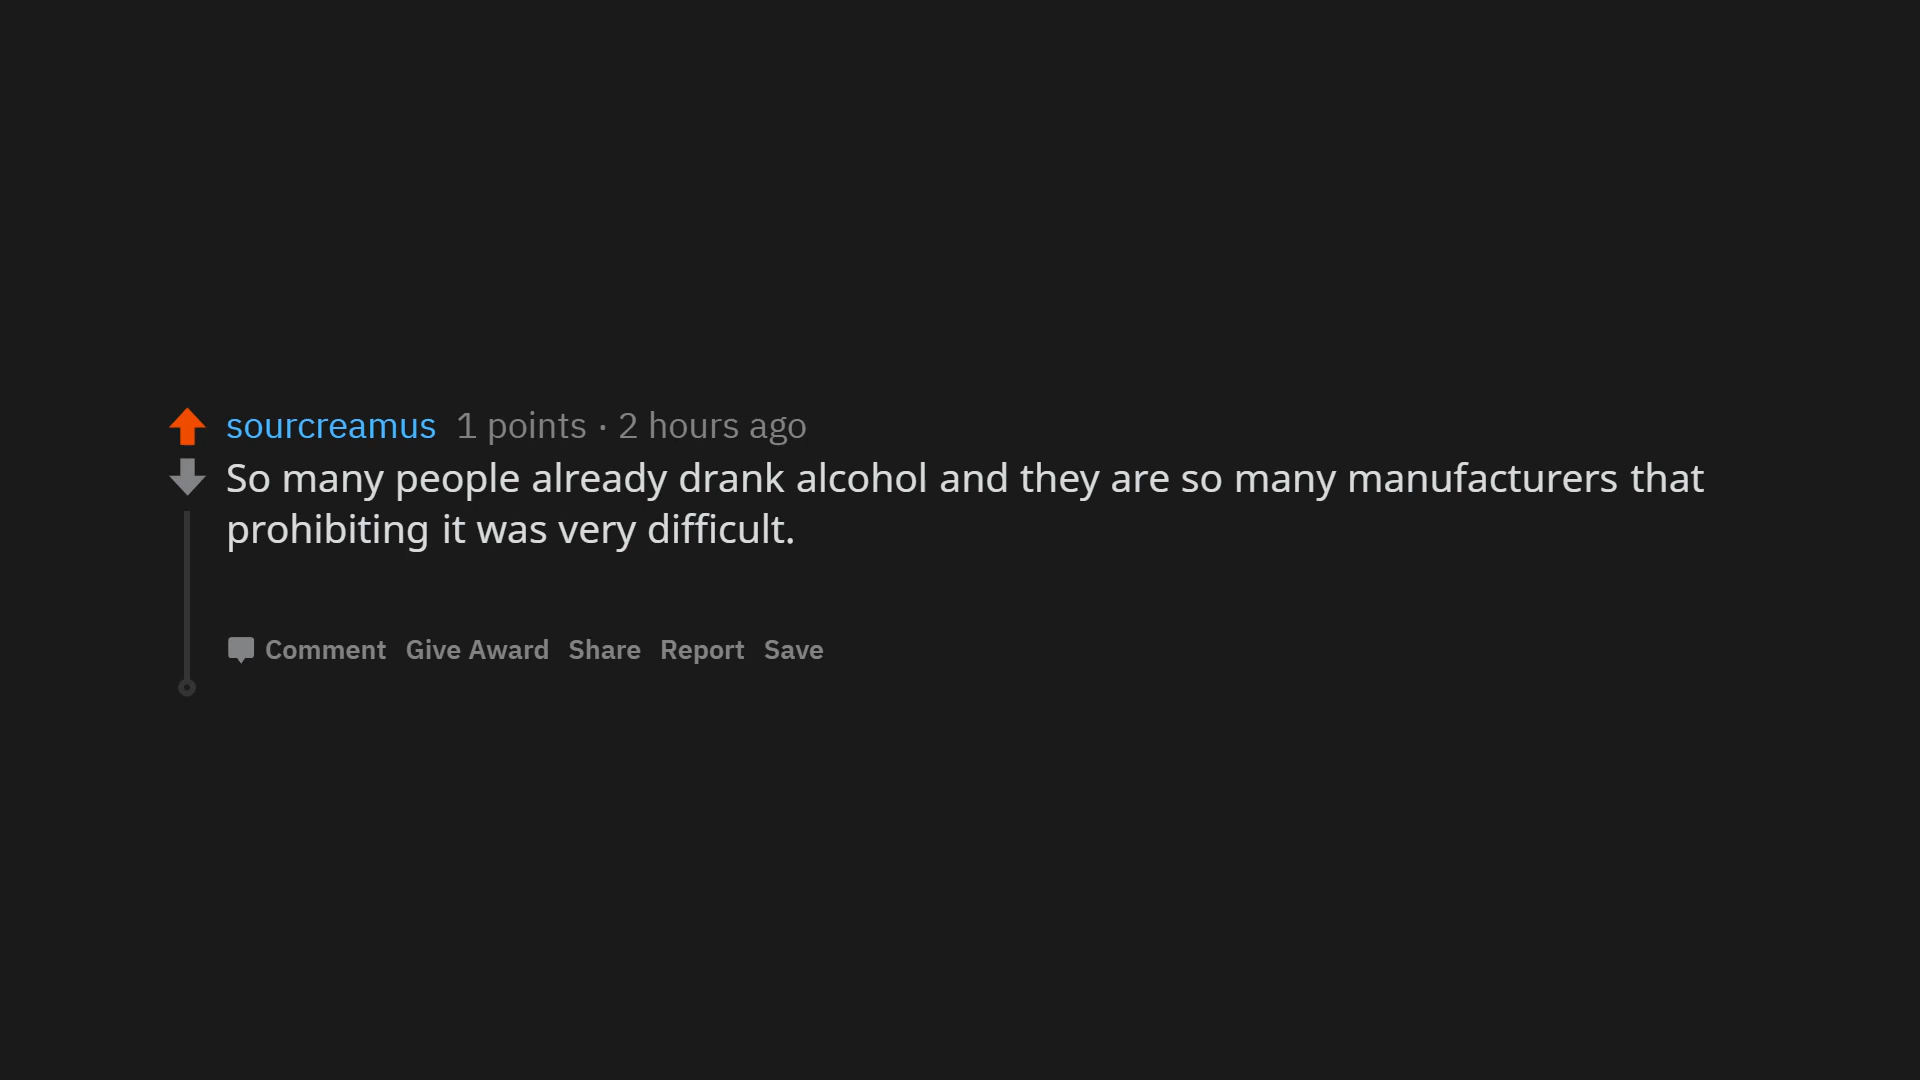 sourcreamus 1 points · 2 hours ago
So many people already drank alcohol and they are so many manufacturers that
prohibiting it was very difficult.
Comment Give Award Share Report Save